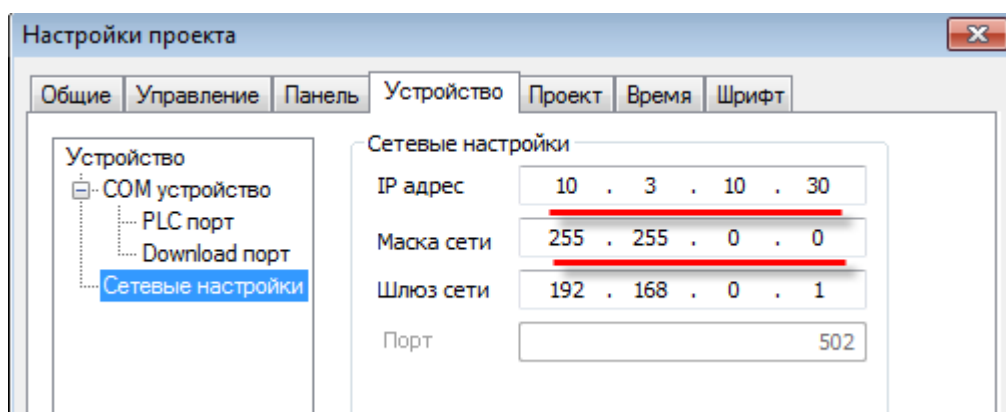 Настройки проекта
Общие Управление Панель Устройство Проект Время Шрифт
Устройство
COM устройство
PLC порт
Download порт
Сетевые настройки
Сетевые настройки
IP адрес 10 . 3 . 10 . 30
Маска сети 255 . 255 . 0 . 0
Шлюз сети 192 . 168 . 0 . 1
Порт 502